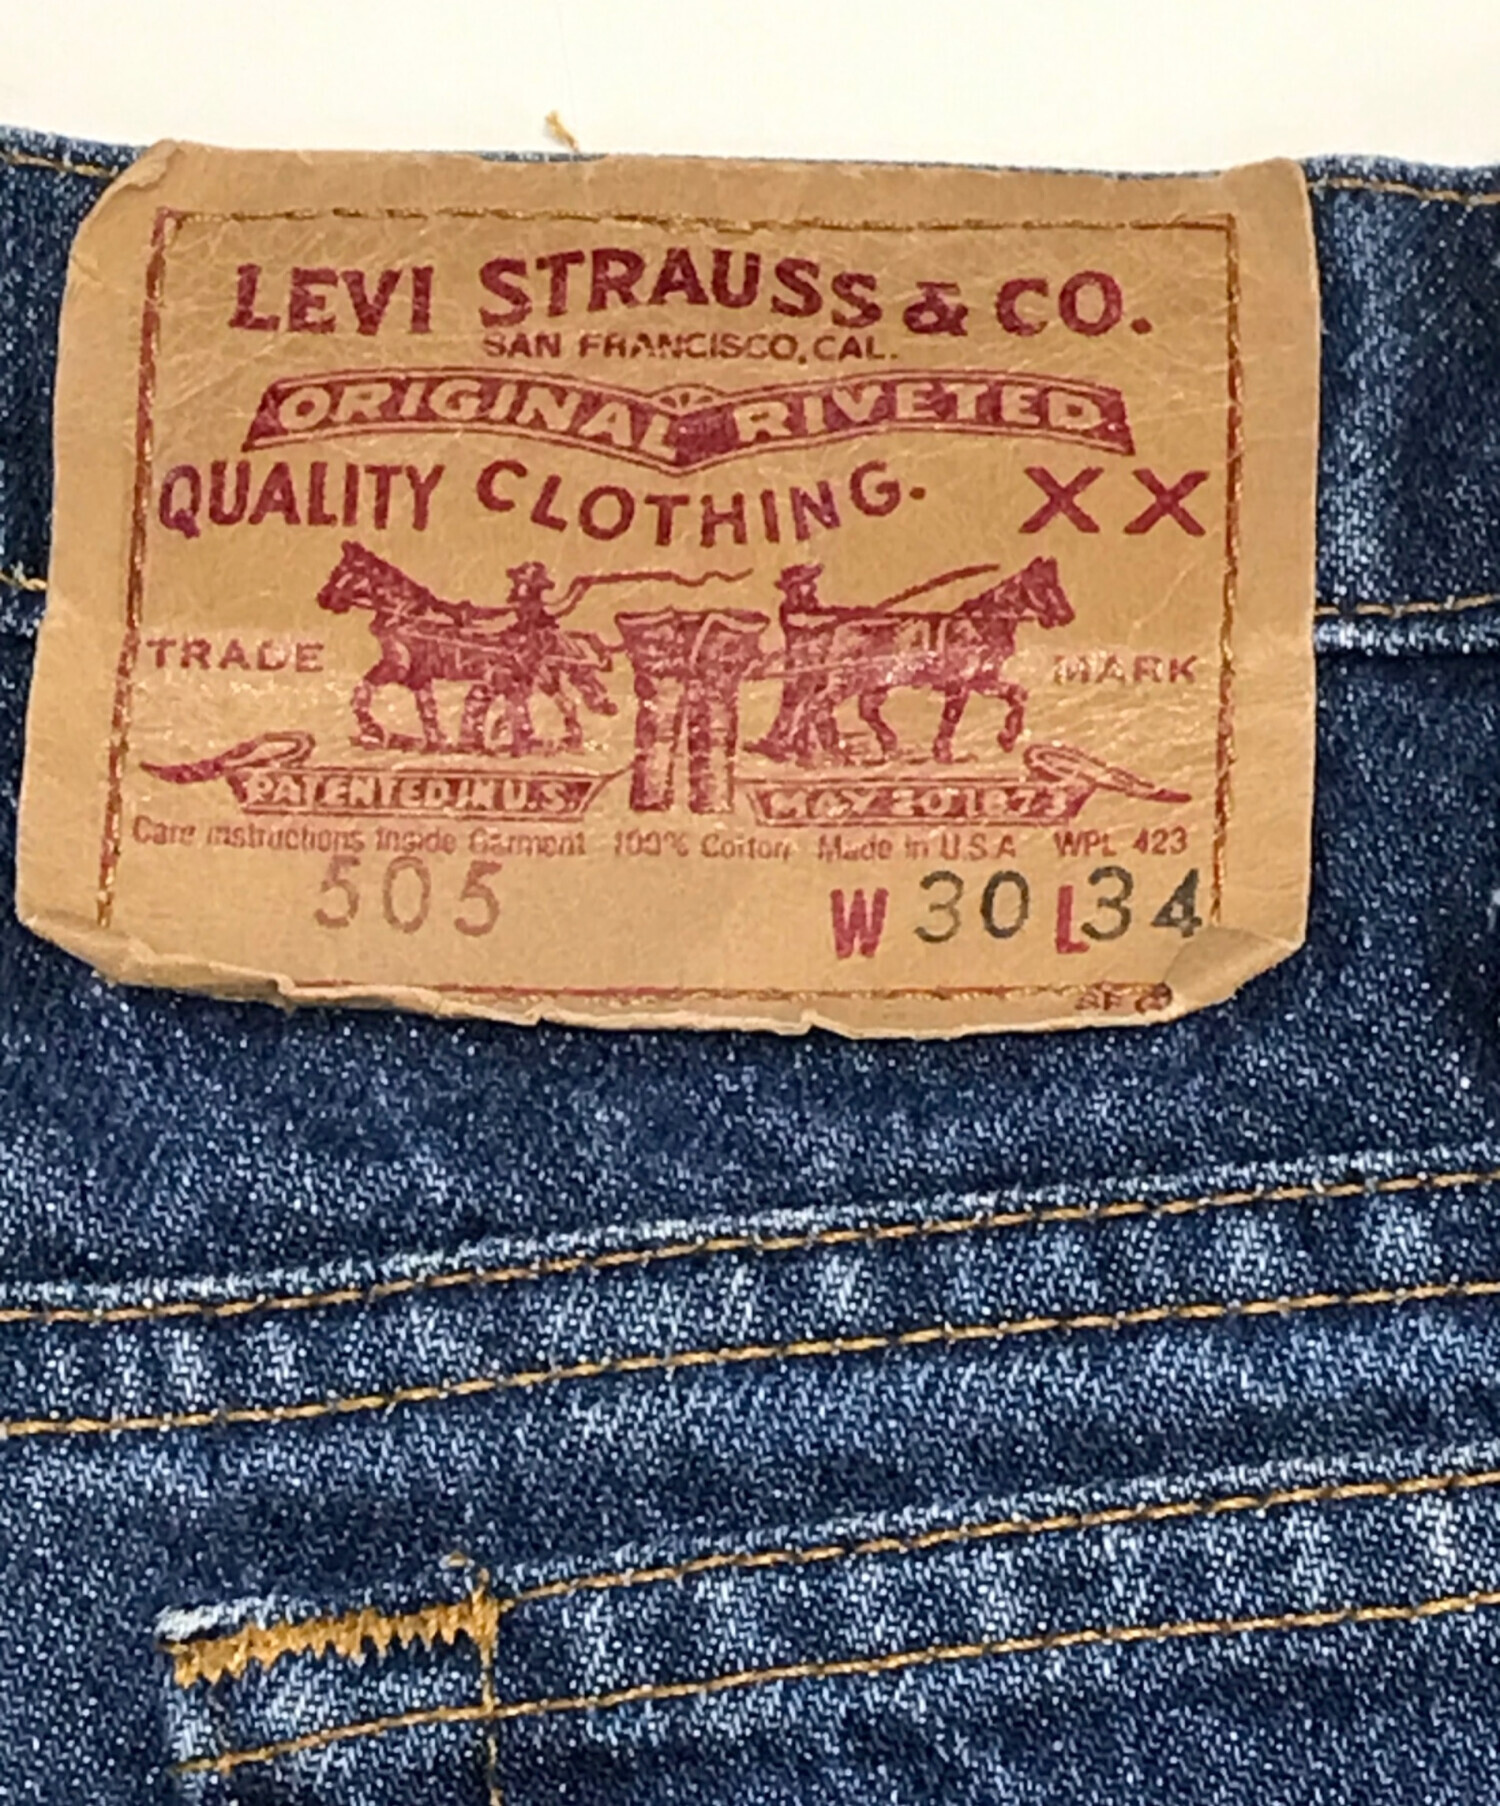 LEVI STRAUSS & CO.
SAN FRANCISCO, CAL.
ORIGINAL RIVETED
QUALITY CLOTHING. XX
TRADE MARK
PATENTED IN U.S. MAY 20 1873
Care instructions Inside Garment 100% Cotton Made in U.S.A WPL 423
505 W 30 L 34